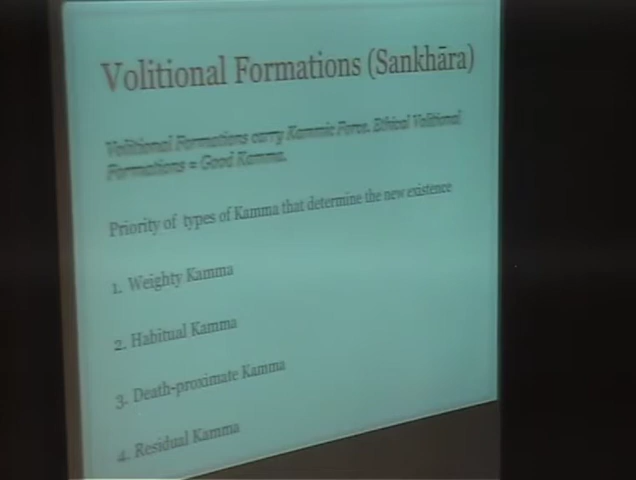 Volitional Formations (Sankhāra)
Volitional Formations carry Kammic Force. Ethical Volitional
Formations = Good Kamma.
Priority of types of Kamma that determine the new existence
1. Weighty Kamma
2. Habitual Kamma
3. Death-proximate Kamma
4. Residual Kamma